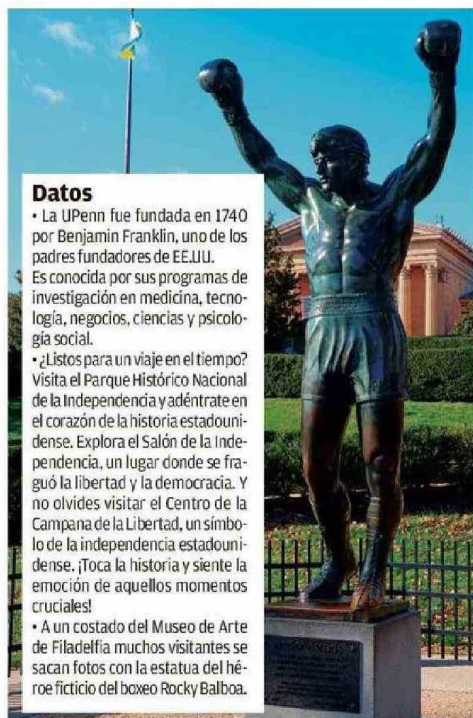 Datos
• La UPenn fue fundada en 1740
por Benjamin Franklin, uno de los
padres fundadores de EE.UU.
Es conocida por sus programas de
investigación en medicina, tecno-
logía, negocios, ciencias y psicolo-
gía social.
• ¿Listos para un viaje en el tiempo?
Visita el Parque Histórico Nacional
de la Independencia y adéntrate en
el corazón de la historia estadouni-
dense. Explora el Salón de la Inde-
pendencia, un lugar donde se fra-
guó la libertad y la democracia. Y
no olvides visitar el Centro de la
Campana de la Libertad, un símbo-
lo de la independencia estadouni-
dense. ¡Toca la historia y siente la
emoción de aquellos momentos
cruciales!
• A un costado del Museo de Arte
de Filadelfia muchos visitantes se
sacan fotos con la estatua del hé-
roe ficticio del boxeo Rocky Balboa.